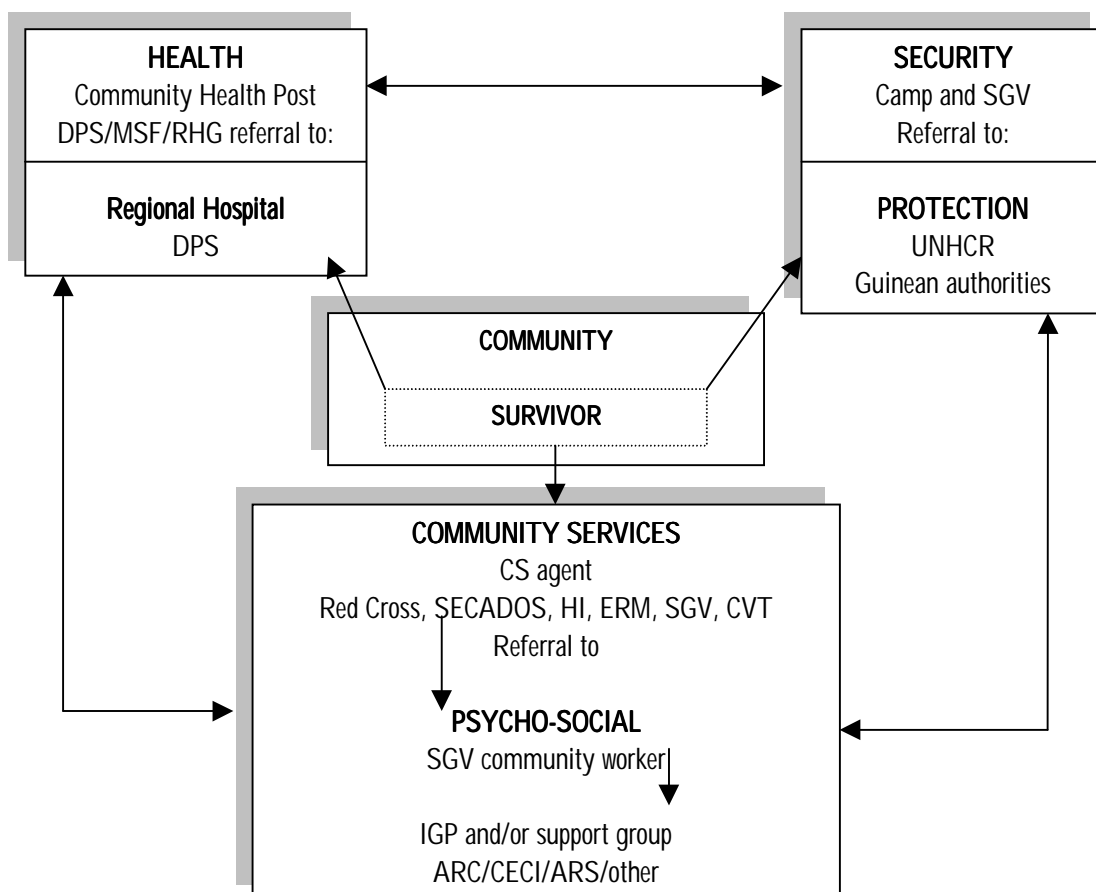 HEALTH
Community Health Post
DPS/MSF/RHG referral to:
Regional Hospital
DPS
SECURITY
Camp and SGV
Referral to:
PROTECTION
UNHCR
Guinean authorities
COMMUNITY
SURVIVOR
COMMUNITY SERVICES
CS agent
Red Cross, SECADOS, HI, ERM, SGV, CVT
Referral to
PSYCHO-SOCIAL
SGV community worker
IGP and/or support group
ARC/CECI/ARS/other